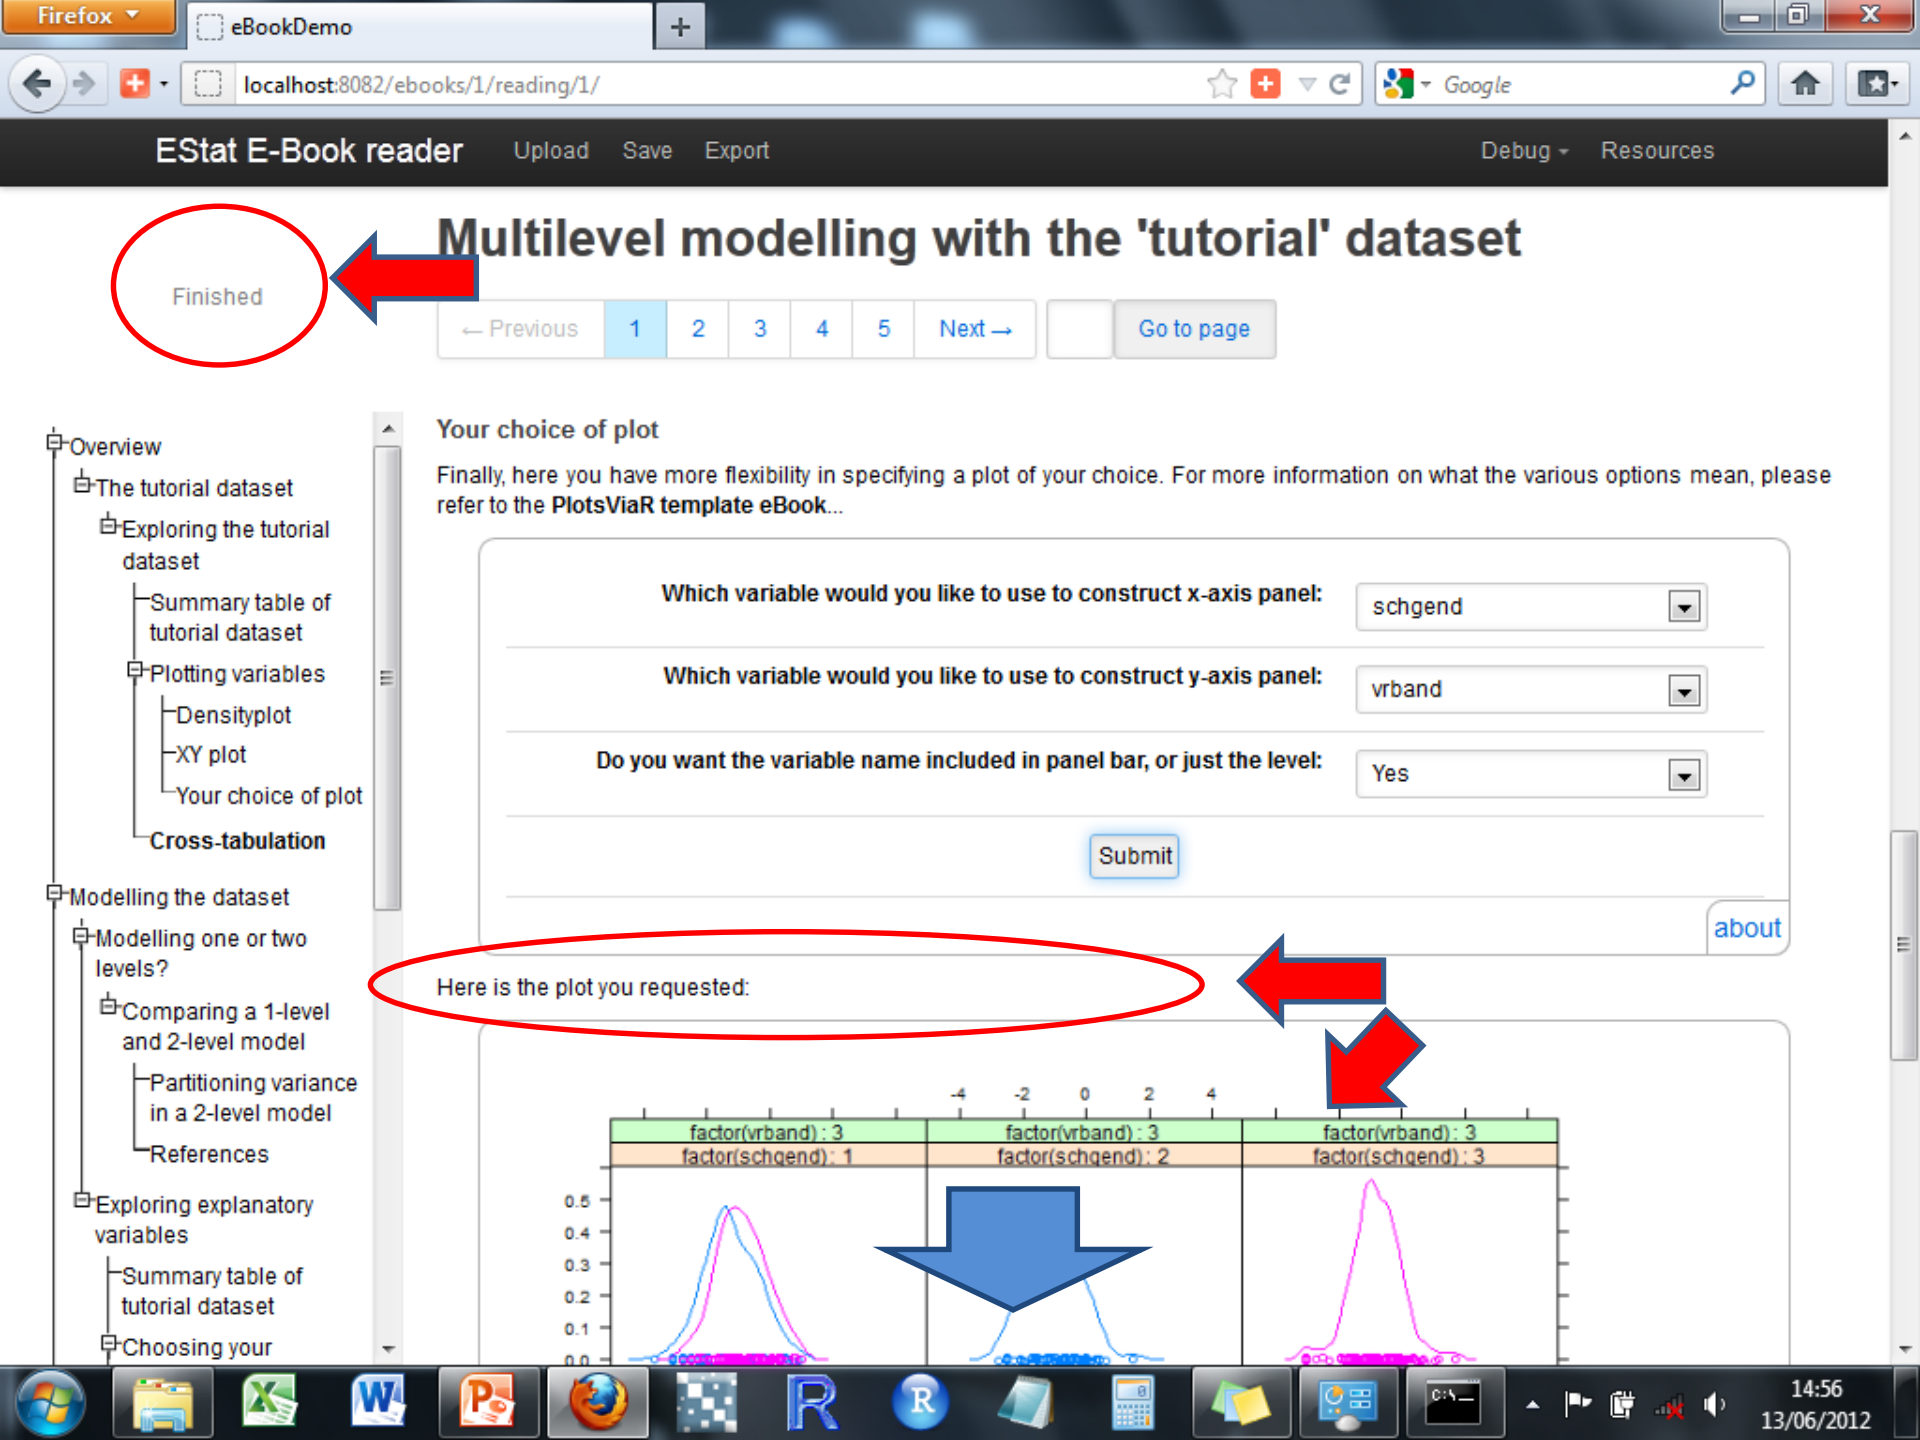 Firefox
eBookDemo
localhost:8082/ebooks/1/reading/1/
Google
EStat E-Book reader Upload Save Export Debug Resources
Multilevel modelling with the 'tutorial' dataset
Finished
← Previous 1 2 3 4 5 Next → Go to page
Overview
The tutorial dataset
Exploring the tutorial
dataset
Summary table of
tutorial dataset
Plotting variables
Densityplot
XY plot
Your choice of plot
Cross-tabulation
Modelling the dataset
Modelling one or two
levels?
Comparing a 1-level
and 2-level model
Partitioning variance
in a 2-level model
References
Exploring explanatory
variables
Summary table of
tutorial dataset
Choosing your
Your choice of plot
Finally, here you have more flexibility in specifying a plot of your choice. For more information on what the various options mean, please
refer to the PlotsViaR template eBook...
Which variable would you like to use to construct x-axis panel: schgend
Which variable would you like to use to construct y-axis panel: vrband
Do you want the variable name included in panel bar, or just the level: Yes
Submit
about
Here is the plot you requested:
-4 -2 0 2 4
factor(vrband) : 3 factor(vrband) : 3 factor(vrband) : 3
factor(schgend) : 1 factor(schgend) : 2 factor(schgend) : 3
0.5
0.4
0.3
0.2
0.1
0.0
14:56
13/06/2012